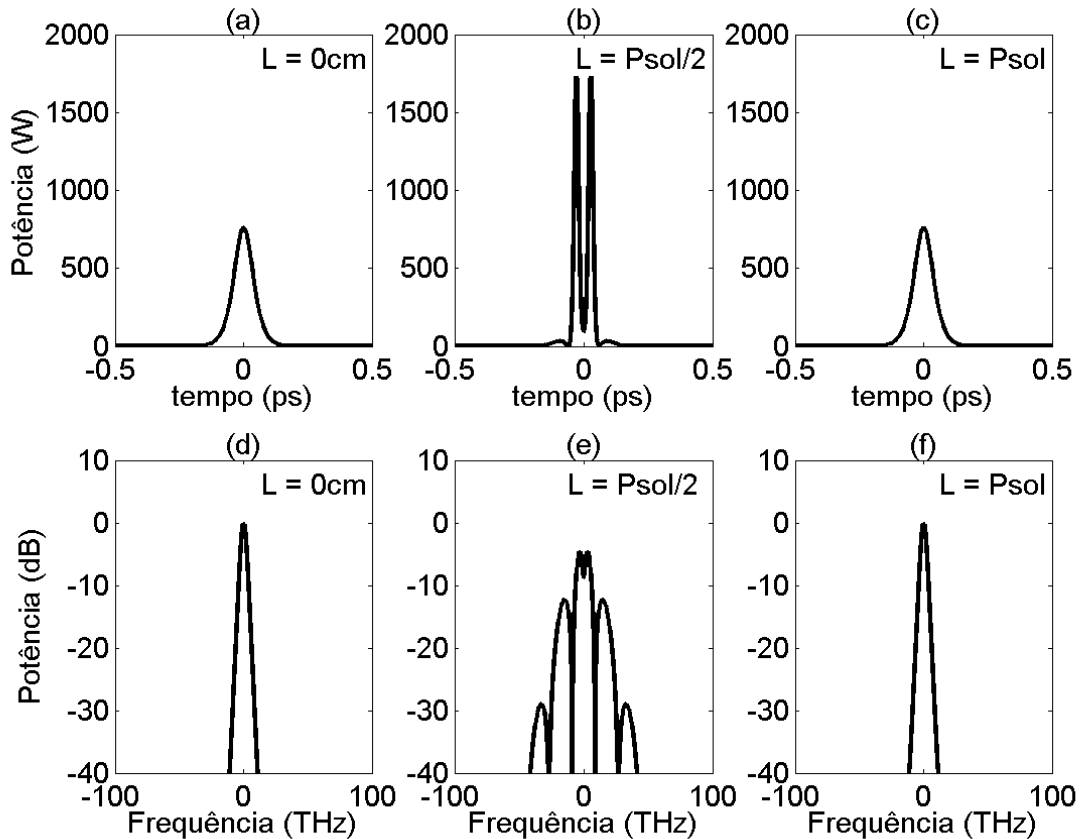 (a) (b) (c)
2000 2000 2000
L = 0cm L = Psol/2 L = Psol
1500 1500 1500
1000 1000 1000
500 500 500
0 0 0
-0.5 0 0.5 -0.5 0 0.5 -0.5 0 0.5
tempo (ps) tempo (ps) tempo (ps)
Potência (W)
(d) (e) (f)
10 10 10
L = 0cm L = Psol/2 L = Psol
0 0 0
-10 -10 -10
-20 -20 -20
-30 -30 -30
-40 -40 -40
-100 0 100 -100 0 100 -100 0 100
Frequência (THz) Frequência (THz) Frequência (THz)
Potência (dB)